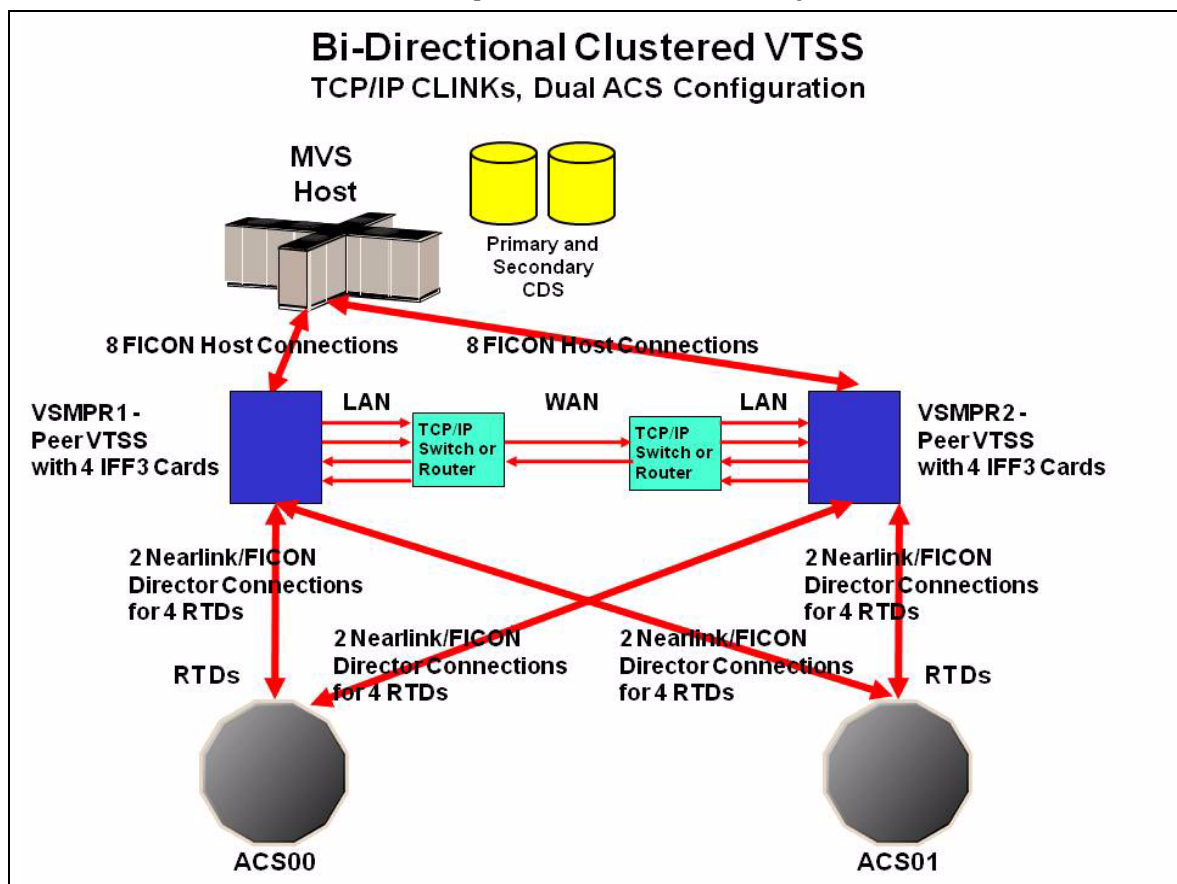 Bi-Directional Clustered VTSS
TCP/IP CLINKs, Dual ACS Configuration
MVS
Host
Primary and
Secondary
CDS
8 FICON Host Connections
8 FICON Host Connections
VSMPR1 -
Peer VTSS
with 4 IFF3 Cards
LAN
TCP/IP
Switch or
Router
WAN
TCP/IP
Switch or
Router
LAN
VSMPR2 -
Peer VTSS
with 4 IFF3 Cards
2 Nearlink/FICON
Director Connections
for 4 RTDs
2 Nearlink/FICON
Director Connections
for 4 RTDs
2 Nearlink/FICON
Director Connections
for 4 RTDs
2 Nearlink/FICON
Director Connections
for 4 RTDs
RTDs
RTDs
ACS00
ACS01